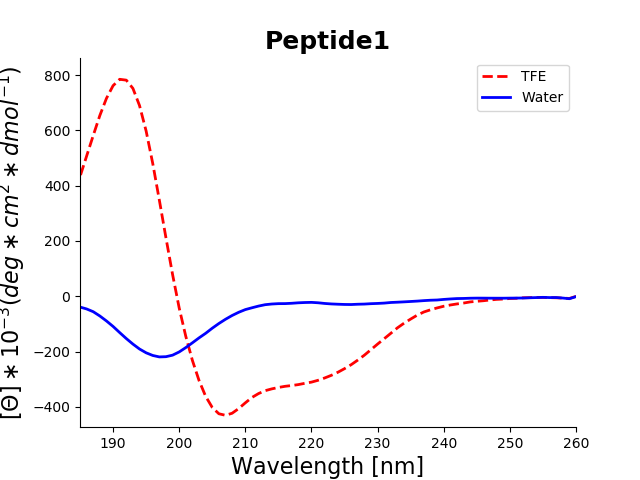 Peptide1
[Θ] ∗ 10⁻³(deg ∗ cm² ∗ dmol⁻¹)
800
600
400
200
0
−200
−400
TFE
Water
190 200 210 220 230 240 250 260
Wavelength [nm]